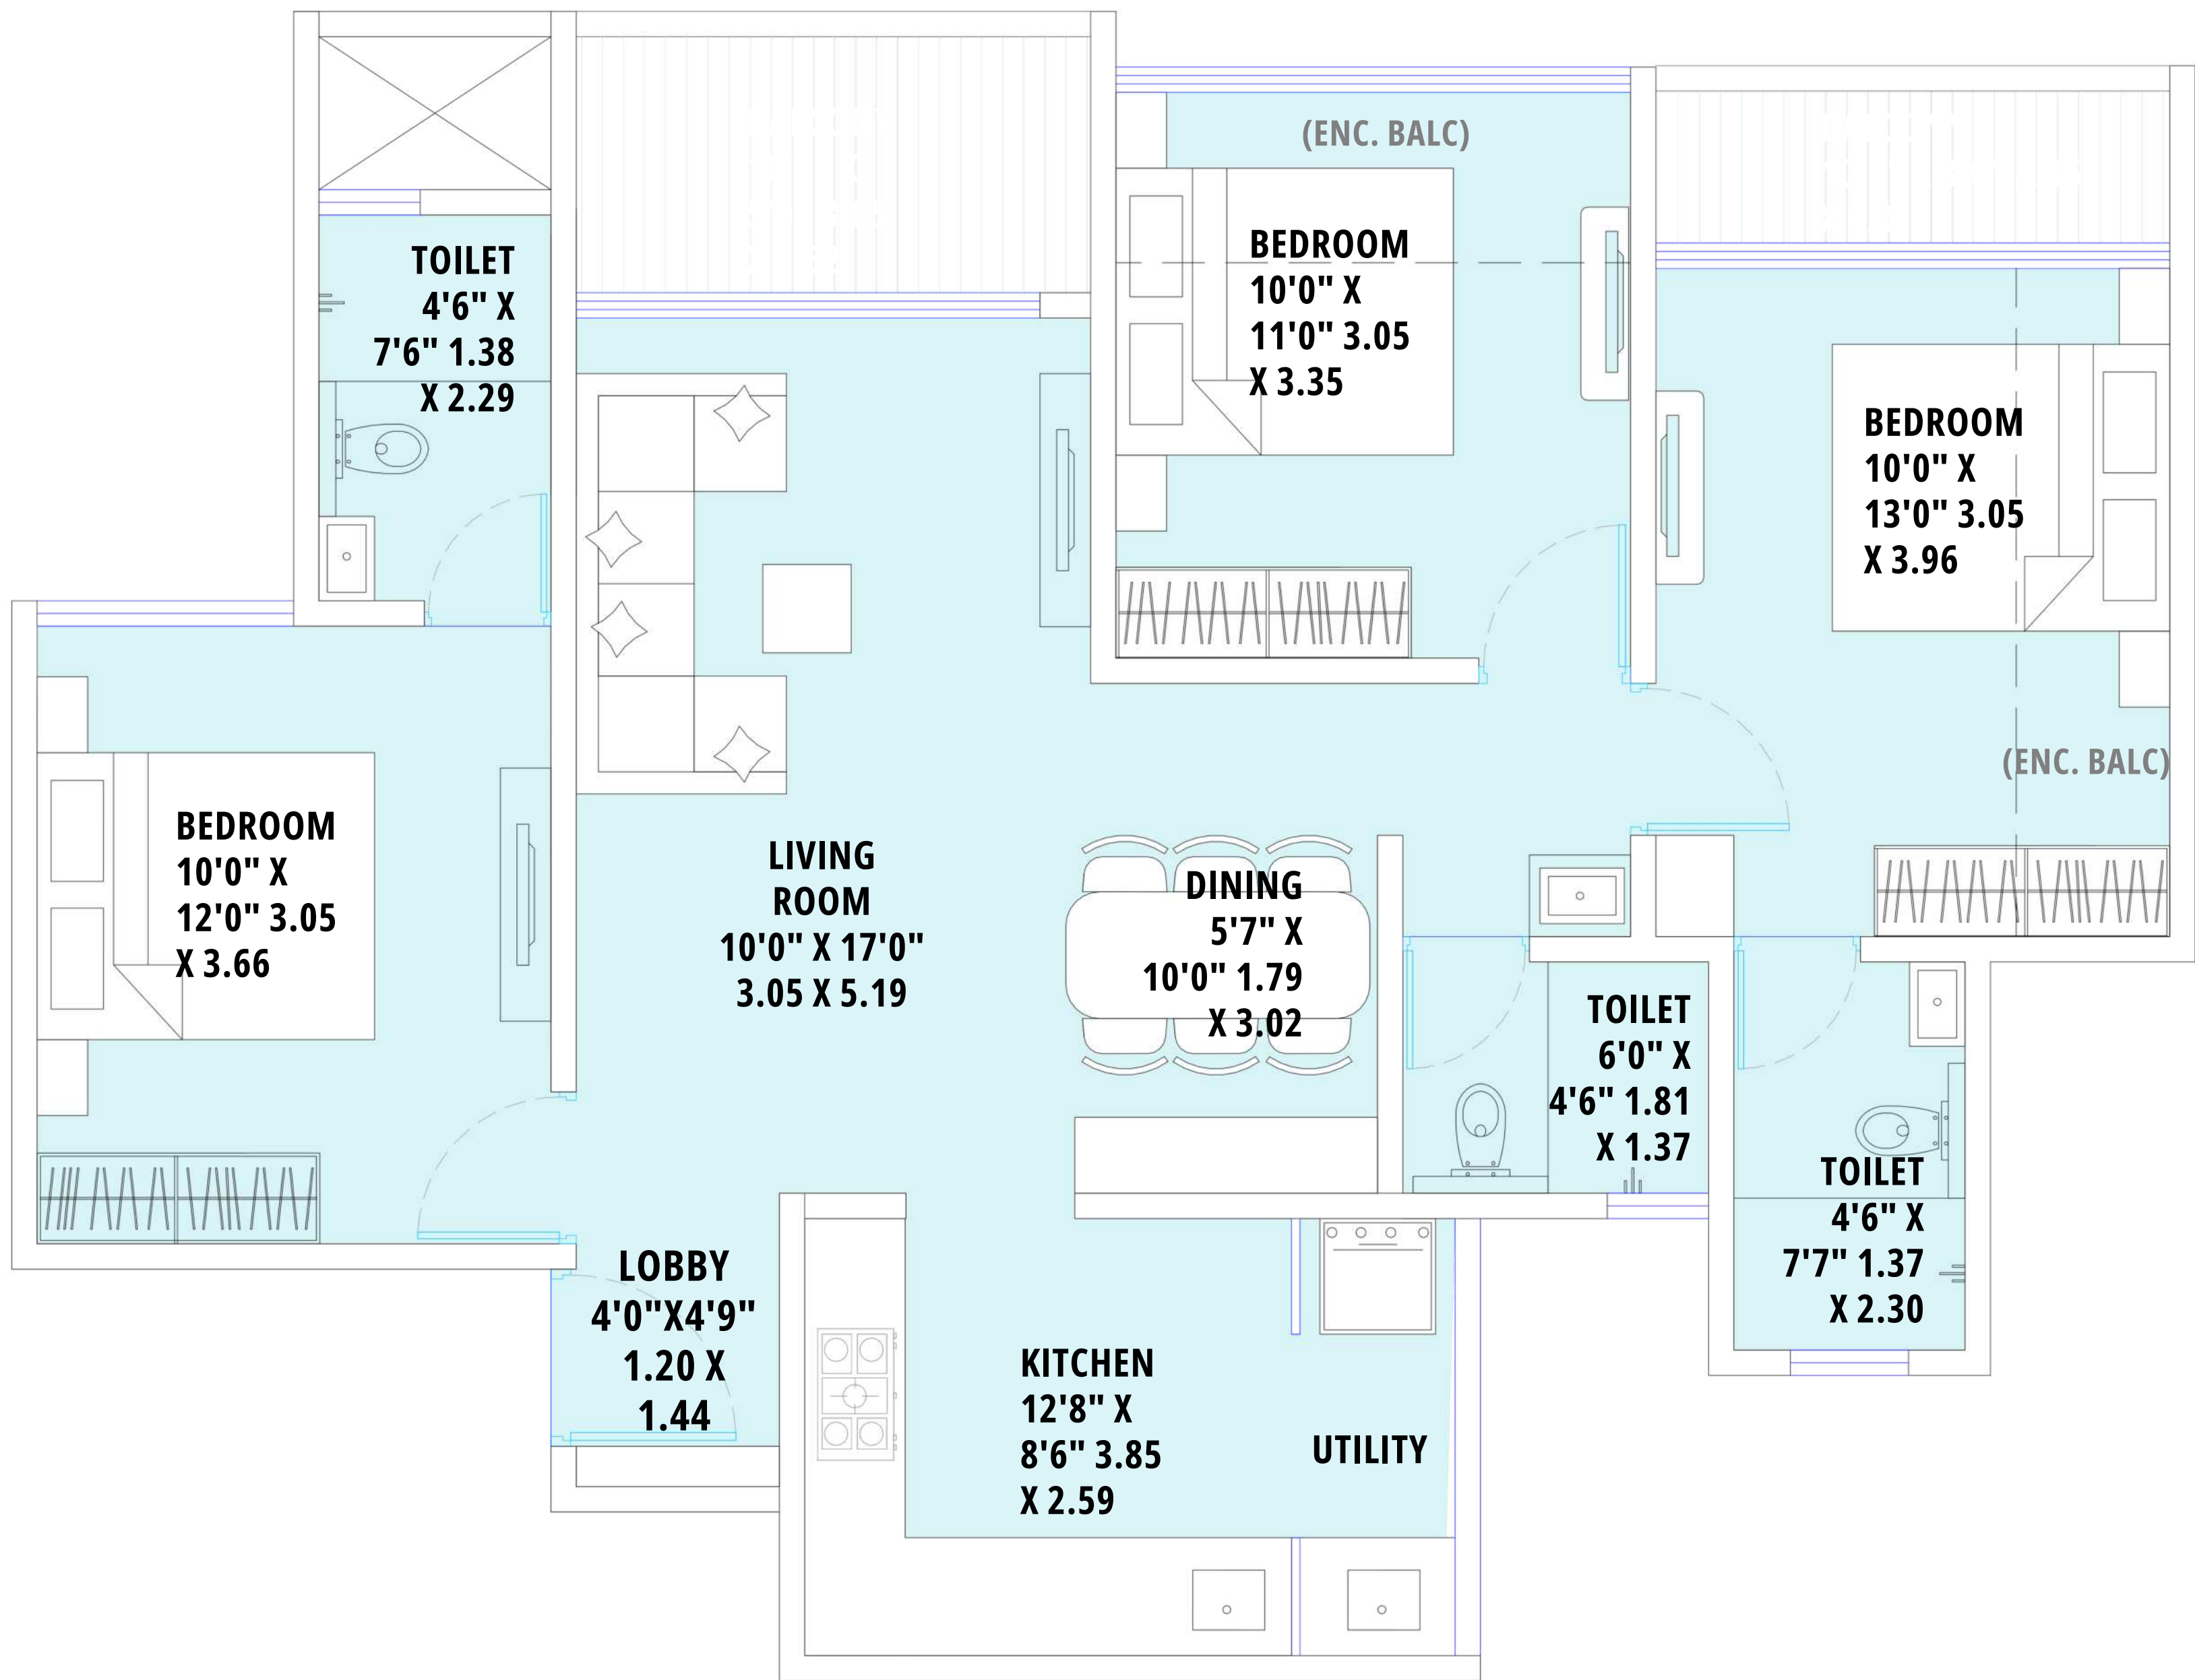 (ENC. BALC)
TOILET
4'6" X
7'6" 1.38
X 2.29
BEDROOM
10'0" X
11'0" 3.05
X 3.35
BEDROOM
10'0" X
13'0" 3.05
X 3.96
(ENC. BALC)
BEDROOM
10'0" X
12'0" 3.05
X 3.66
LIVING
ROOM
10'0" X 17'0"
3.05 X 5.19
DINING
5'7" X
10'0" 1.79
X 3.02
TOILET
6'0" X
4'6" 1.81
X 1.37
TOILET
4'6" X
7'7" 1.37
X 2.30
LOBBY
4'0"X4'9"
1.20 X
1.44
KITCHEN
12'8" X
8'6" 3.85
X 2.59
UTILITY